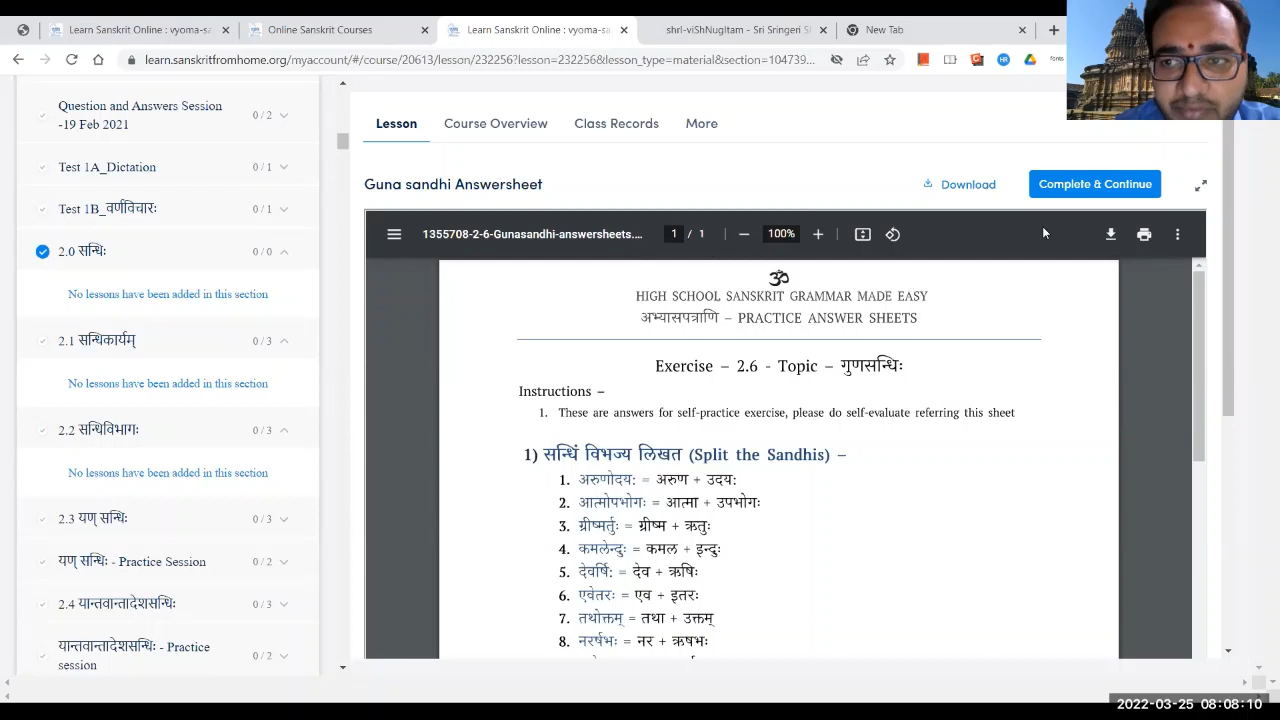 Learn Sanskrit Online : vyoma-sa
Online Sanskrit Courses
Learn Sanskrit Online : vyoma-sa
shrI-viShNugItam - Sri Sringeri S
New Tab
learn.sanskritfromhome.org/myaccount/#/course/20141/lesson/232256?lesson=232256&lesson_type=material&section=104739...
fonts
Question and Answers Session
-19 Feb 2021
0 / 2
Test 1A_Dictation
0 / 1
Test 1B_वर्णविचारः
0 / 1
2.0 सन्धिः
0 / 0
No lessons have been added in this section
2.1 सन्धिकार्यम्
0 / 3
No lessons have been added in this section
2.2 सन्धिविभागः
0 / 3
No lessons have been added in this section
2.3 यण् सन्धिः
0 / 3
यण् सन्धिः - Practice Session
0 / 2
2.4 यान्तवान्तादेशसन्धिः
0 / 3
यान्तवान्तादेशसन्धिः - Practice
session
0 / 2
Lesson
Course Overview
Class Records
More
Guna sandhi Answersheet
Download
Complete & Continue
1355708-2-6-Gunasandhi-answersheets....
1 / 1
100%
ॐ
HIGH SCHOOL SANSKRIT GRAMMAR MADE EASY
अभ्यासपत्राणि – PRACTICE ANSWER SHEETS
Exercise – 2.6 - Topic – गुणसन्धिः
Instructions –
1. These are answers for self-practice exercise, please do self-evaluate referring this sheet
1) सन्धिं विभज्य लिखत (Split the Sandhis) –
1. अरुणोदय: = अरुण + उदय:
2. आत्मोपभोगः = आत्मा + उपभोगः
3. ग्रीष्मर्तुः = ग्रीष्म + ऋतुः
4. कमलेन्दुः = कमल + इन्दुः
5. देवर्षि: = देव + ऋषिः
6. एवेतरः = एव + इतरः
7. तथोक्तम् = तथा + उक्तम्
8. नरर्षभः = नर + ऋषभः
2022-03-25 08:08:10